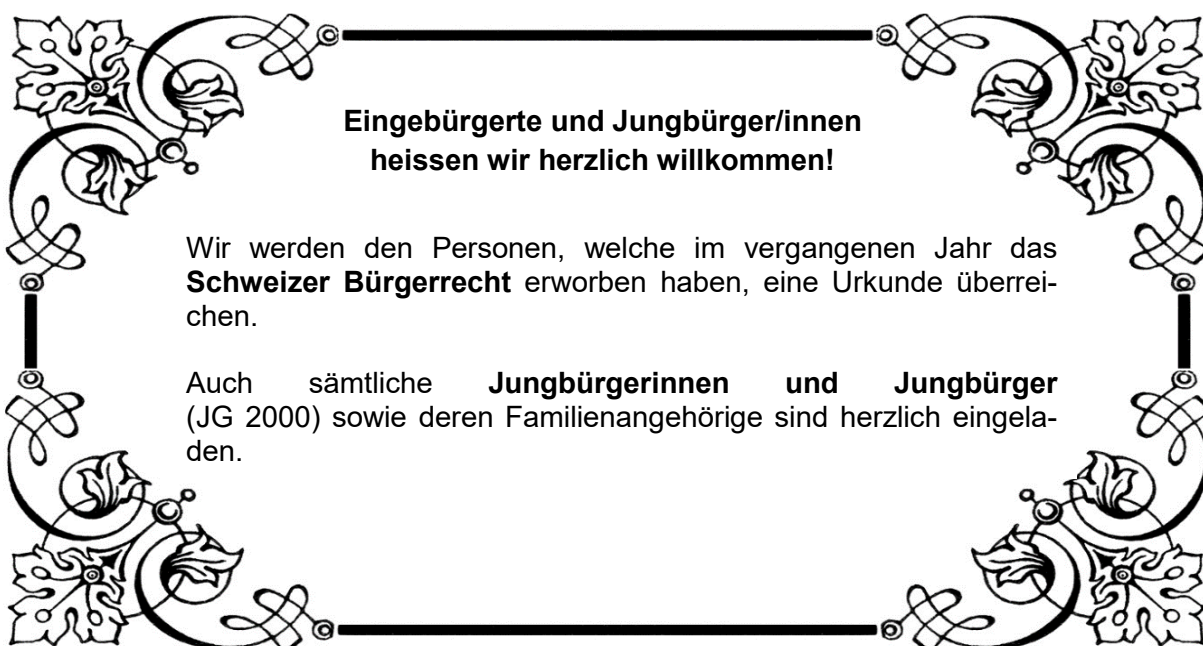 Eingebürgerte und Jungbürger/innen
heissen wir herzlich willkommen!
Wir werden den Personen, welche im vergangenen Jahr das
Schweizer Bürgerrecht erworben haben, eine Urkunde überrei-
chen.
Auch sämtliche Jungbürgerinnen und Jungbürger
(JG 2000) sowie deren Familienangehörige sind herzlich eingela-
den.